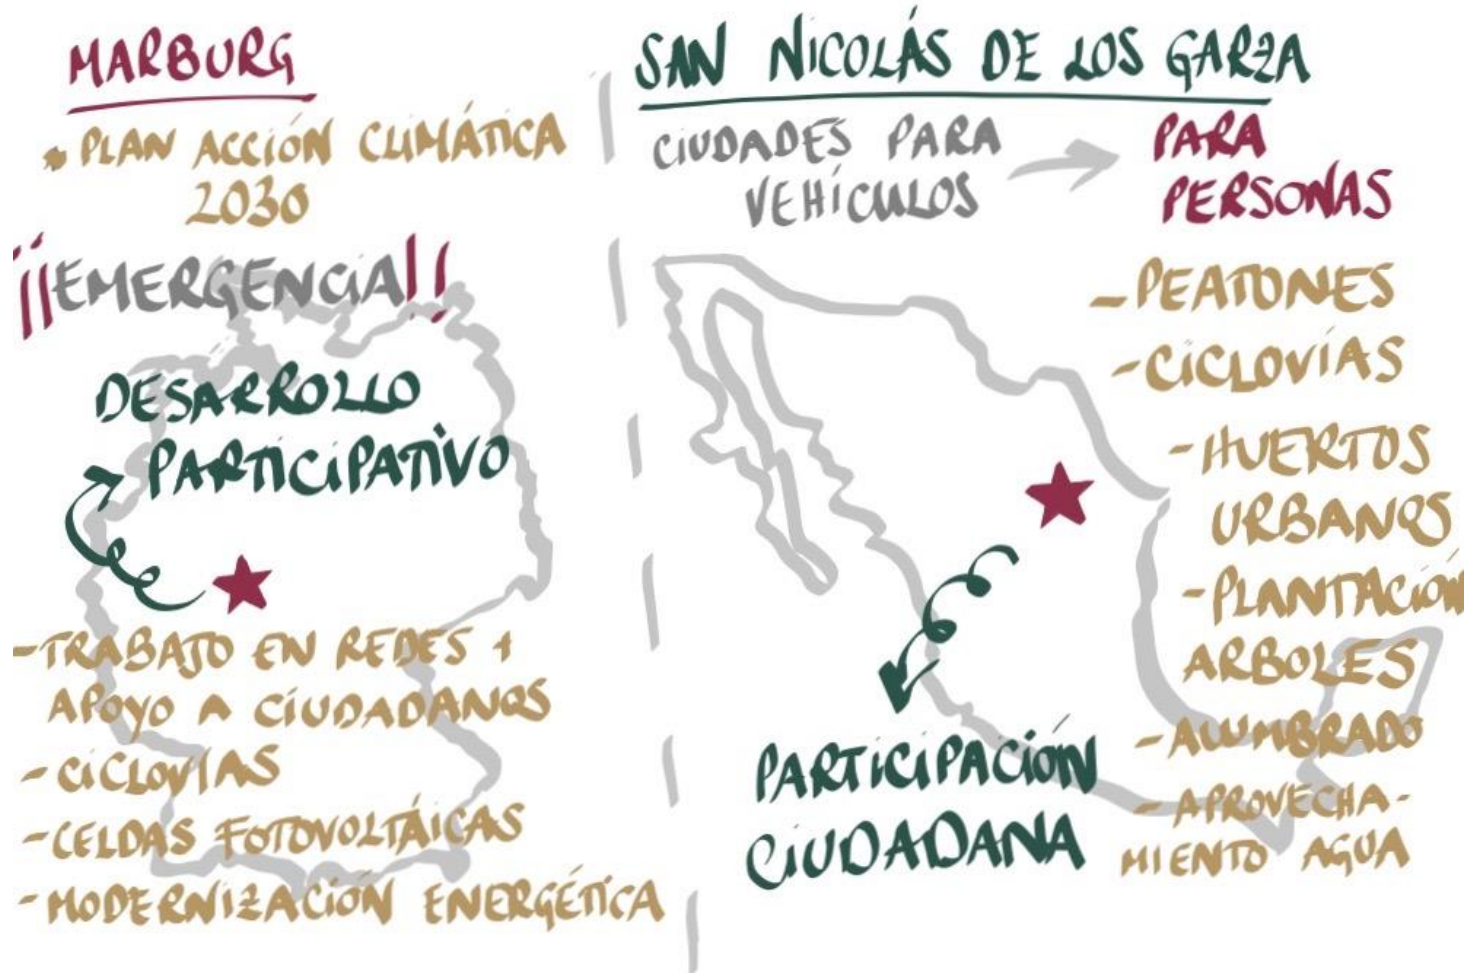 MARBURG
PLAN ACCIÓN CLIMÁTICA
2030
¡¡EMERGENCIA!!
DESARROLLO
PARTICIPATIVO
-TRABAJO EN REDES +
APOYO A CIUDADANOS
-CICLOVÍAS
-CELDAS FOTOVOLTÁICAS
-MODERNIZACIÓN ENERGÉTICA
SAN NICOLÁS DE LOS GARZA
CIUDADES PARA
VEHÍCULOS
PARA
PERSONAS
-PEATONES
-CICLOVÍAS
-HUERTOS
URBANOS
-PLANTACIÓN
ARBOLES
-ALUMBRADO
-APROVECHA-
MIENTO AGUA
PARTICIPACIÓN
CIUDADANA